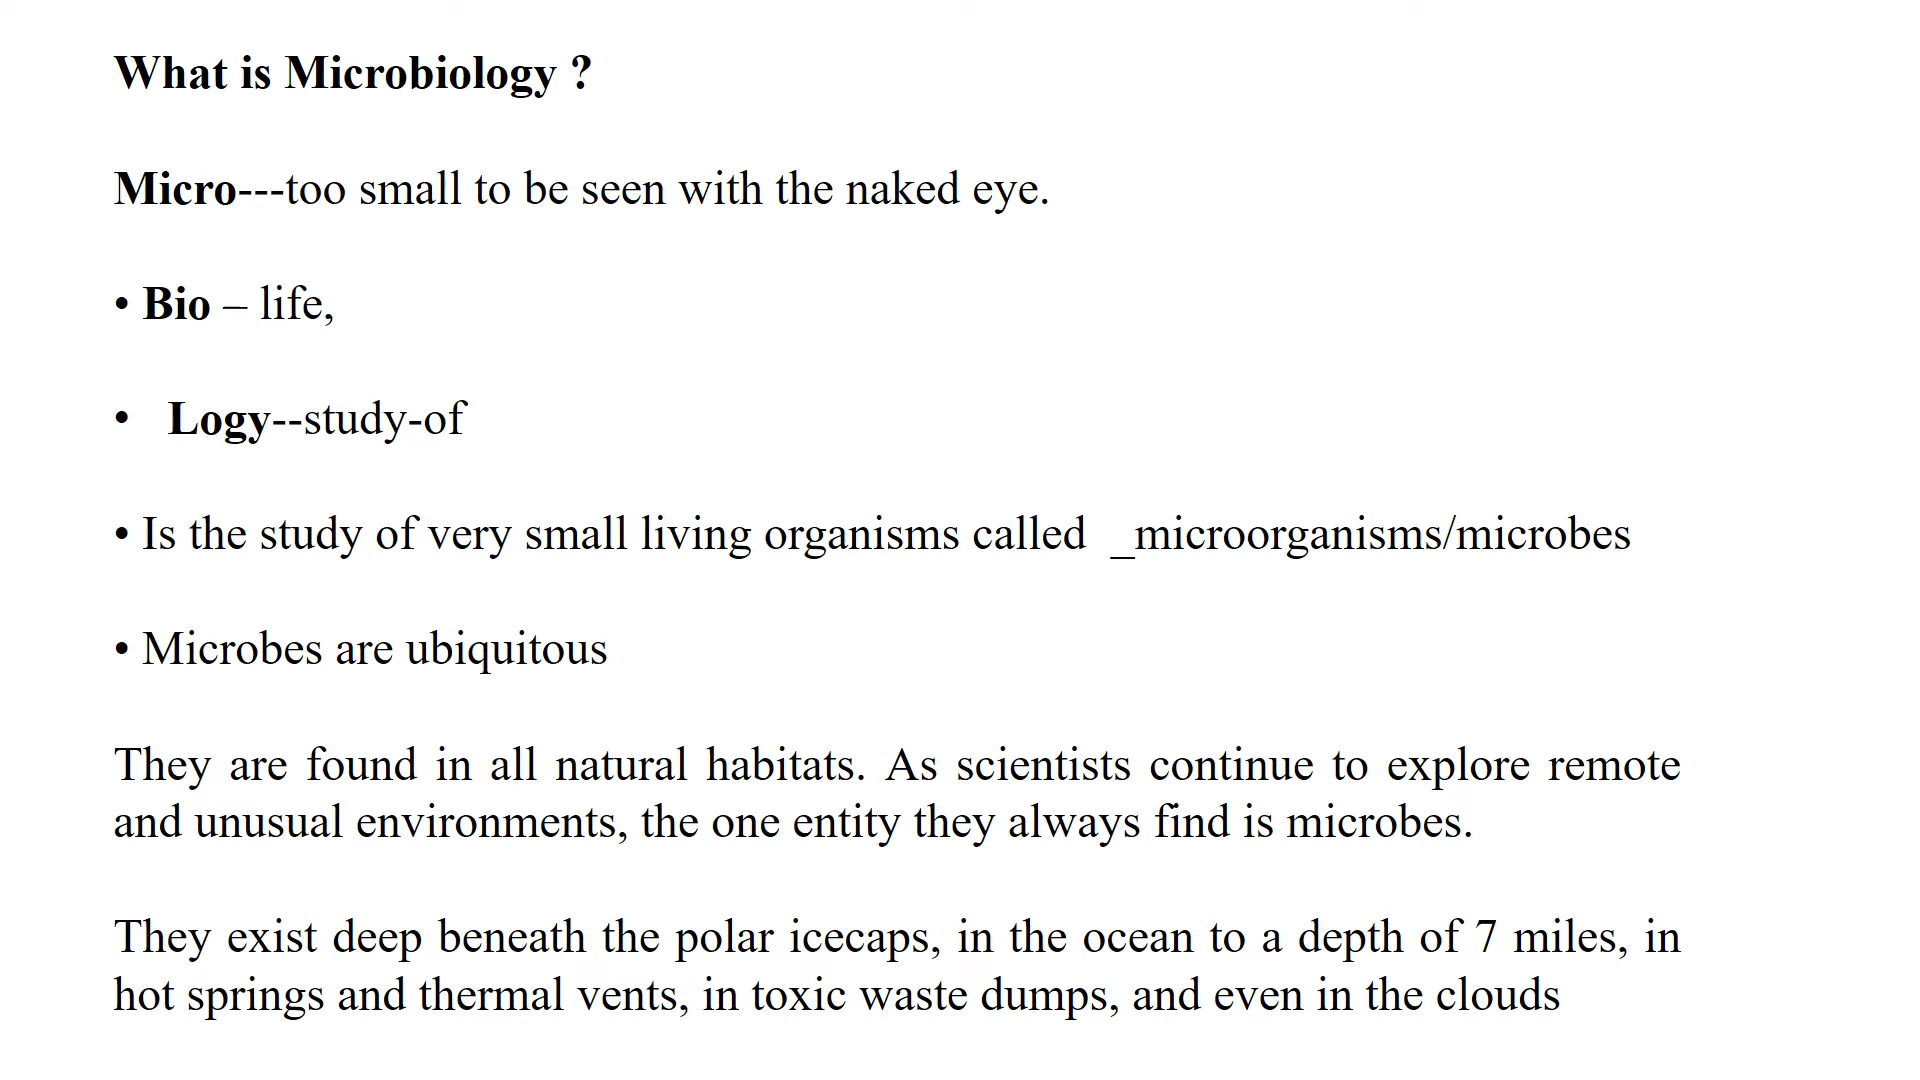 What is Microbiology ?
Micro---too small to be seen with the naked eye.
• Bio – life,
• Logy--study-of
• Is the study of very small living organisms called _microorganisms/microbes
• Microbes are ubiquitous
They are found in all natural habitats. As scientists continue to explore remote
and unusual environments, the one entity they always find is microbes.
They exist deep beneath the polar icecaps, in the ocean to a depth of 7 miles, in
hot springs and thermal vents, in toxic waste dumps, and even in the clouds